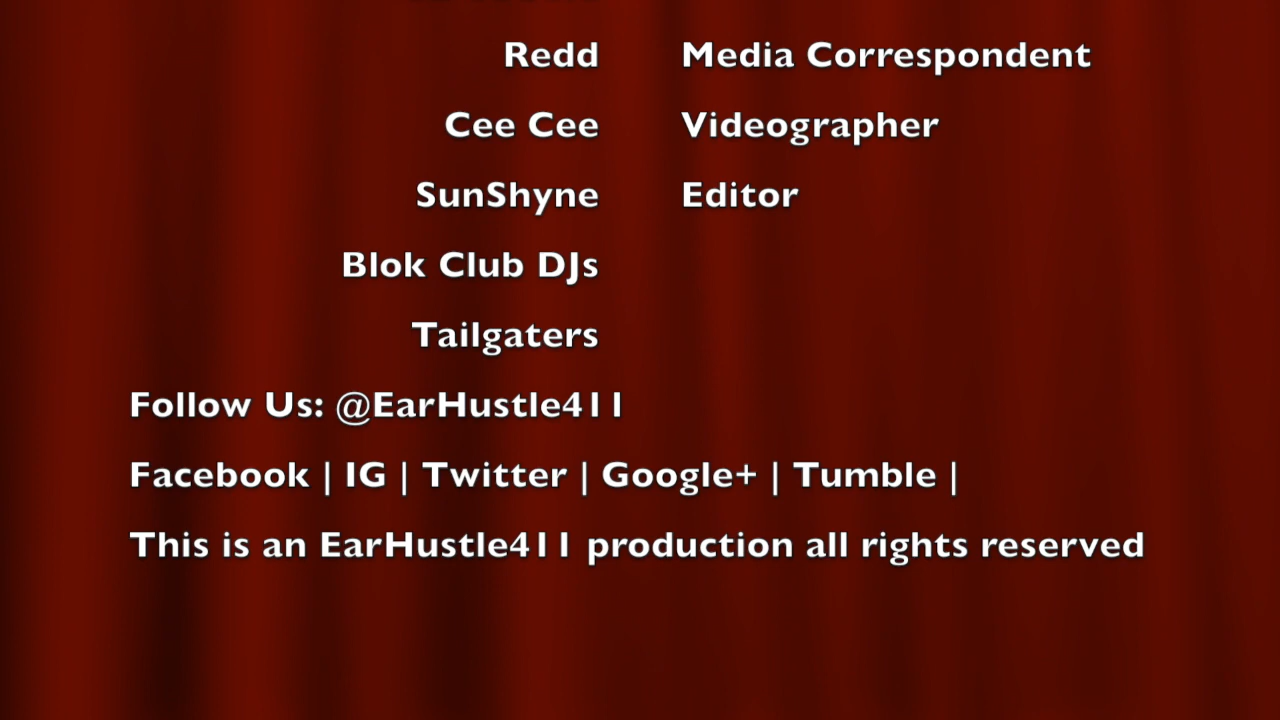 Redd Media Correspondent
Cee Cee Videographer
SunShyne Editor
Blok Club DJs
Tailgaters
Follow Us: @EarHustle411
Facebook | IG | Twitter | Google+ | Tumble |
This is an EarHustle411 production all rights reserved